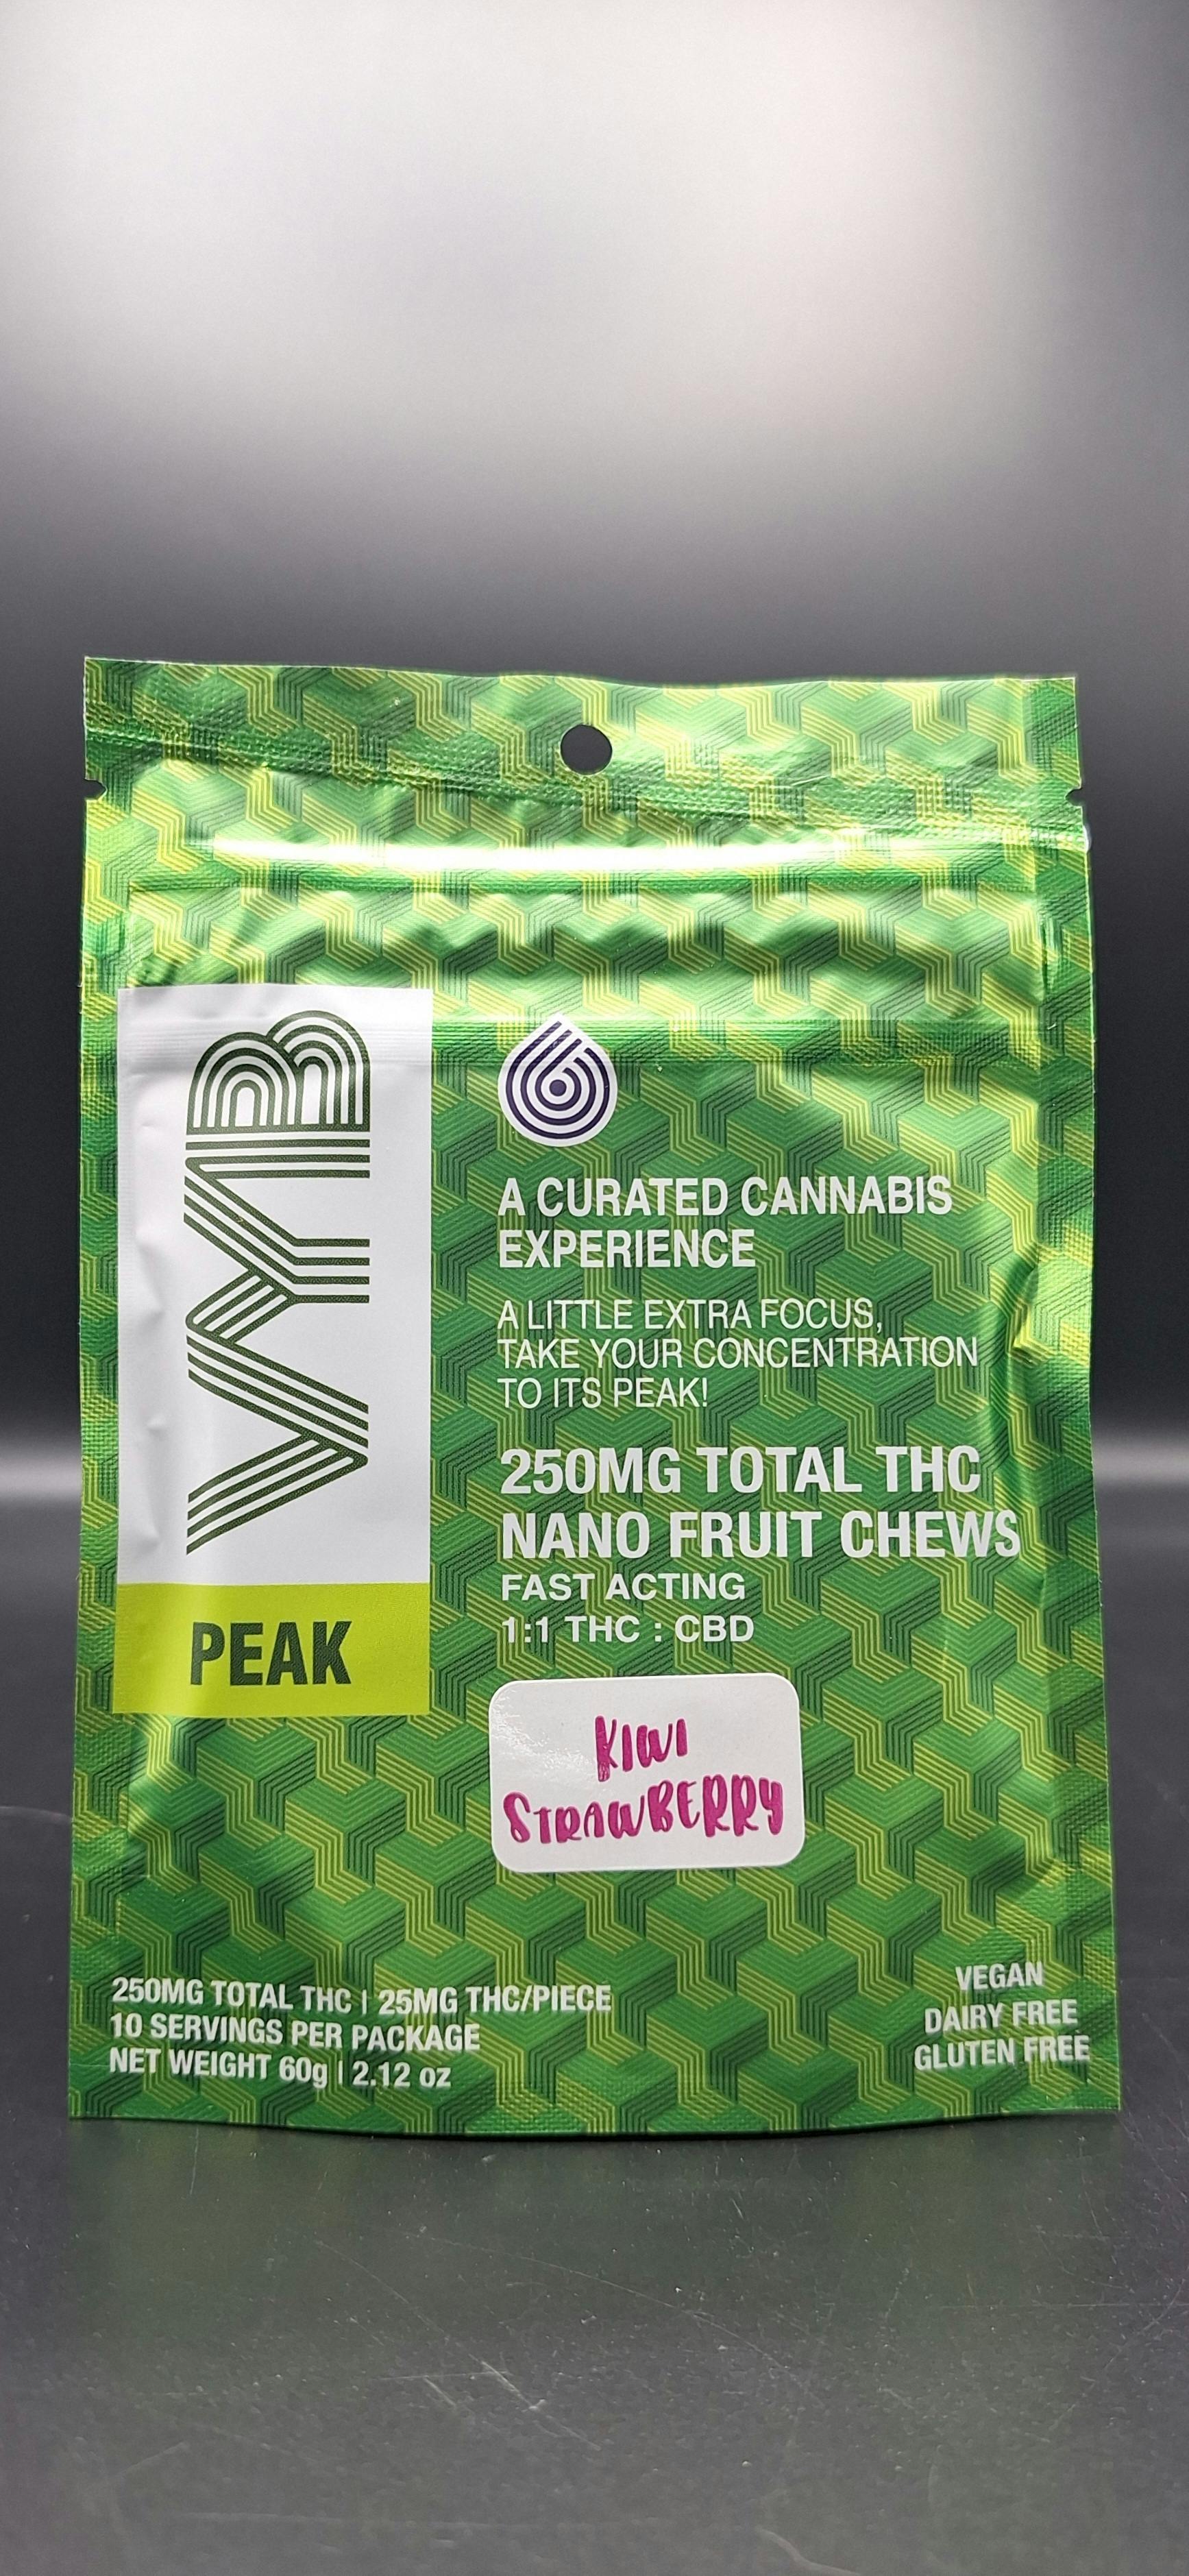 VYB
PEAK
A CURATED CANNABIS
EXPERIENCE
A LITTLE EXTRA FOCUS,
TAKE YOUR CONCENTRATION
TO ITS PEAK!
250MG TOTAL THC
NANO FRUIT CHEWS
FAST ACTING
1:1 THC : CBD
KIWI
STRAWBERRY
250MG TOTAL THC | 25MG THC/PIECE
10 SERVINGS PER PACKAGE
NET WEIGHT 60g | 2.12 oz
VEGAN
DAIRY FREE
GLUTEN FREE